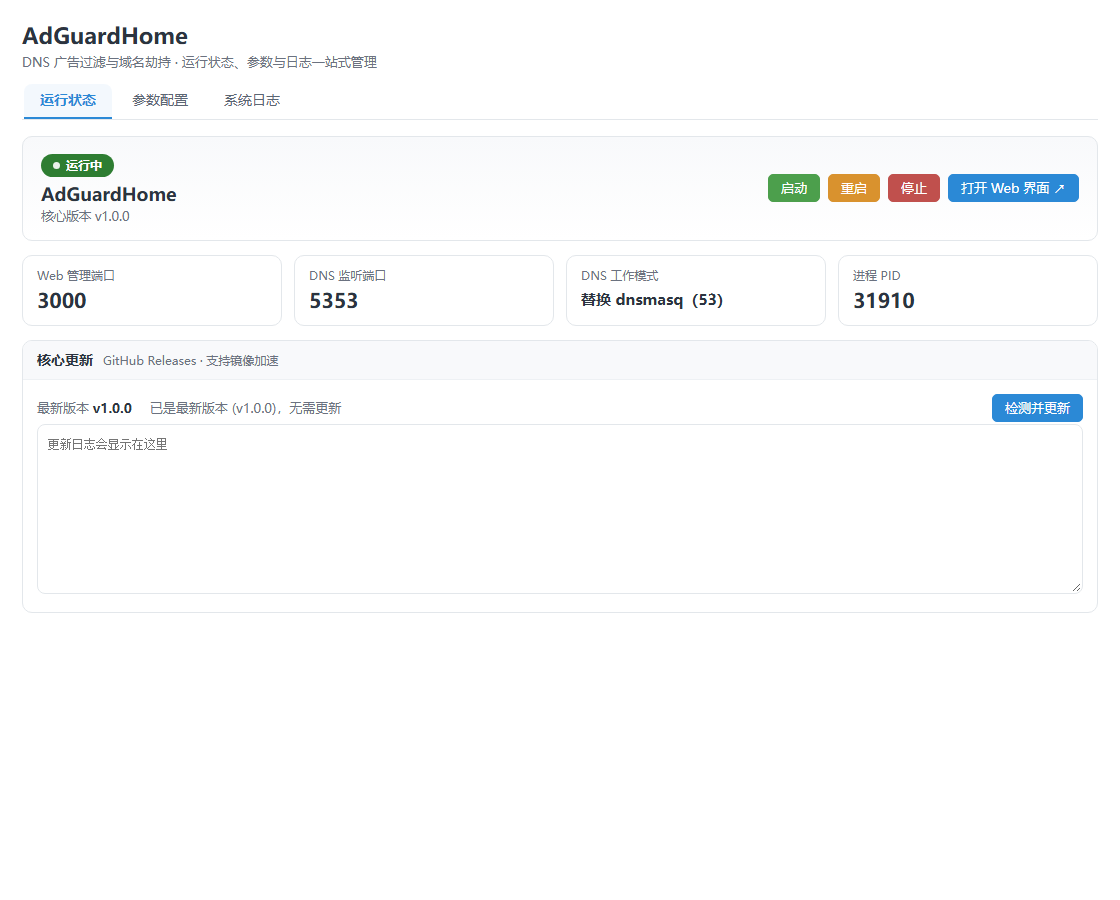 AdGuardHome
DNS 广告过滤与域名劫持 · 运行状态、参数与日志一站式管理
运行状态 参数配置 系统日志
运行中
AdGuardHome
核心版本 v1.0.0
启动 重启 停止 打开 Web 界面 ↗
Web 管理端口
3000
DNS 监听端口
5353
DNS 工作模式
替换 dnsmasq（53）
进程 PID
31910
核心更新 GitHub Releases · 支持镜像加速
最新版本 v1.0.0 已是最新版本 (v1.0.0)，无需更新
检测并更新
更新日志会显示在这里